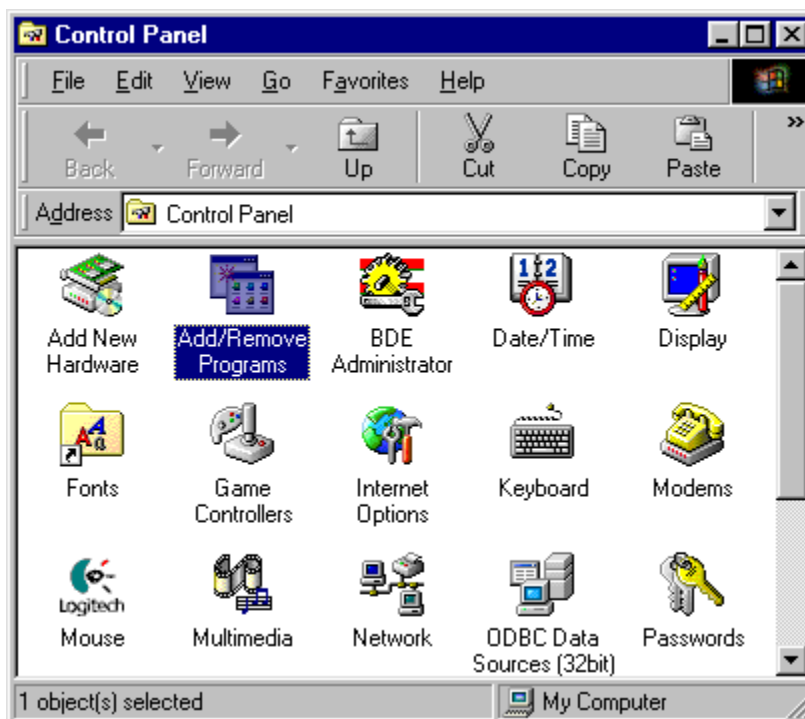 Control Panel
File Edit View Go Favorites Help
Back Forward Up Cut Copy Paste »
Address Control Panel
Add New Hardware
Add/Remove Programs
BDE Administrator
1 2
Date/Time
Display
Fonts
Game Controllers
Internet Options
Keyboard
Modems
Logitech
Mouse
Multimedia
Network
ODBC Data Sources (32bit)
Passwords
1 object(s) selected
My Computer